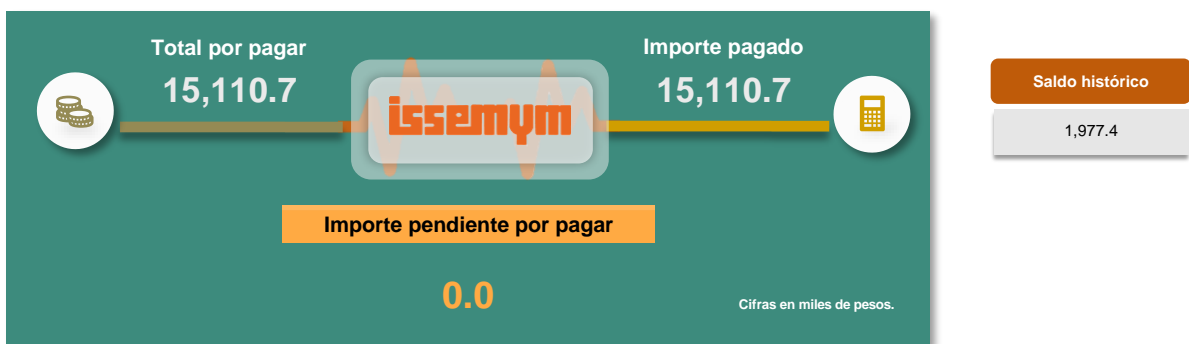 Total por pagar
15,110.7
issemym
Importe pagado
15,110.7
Importe pendiente por pagar
0.0
Cifras en miles de pesos.
Saldo histórico
1,977.4